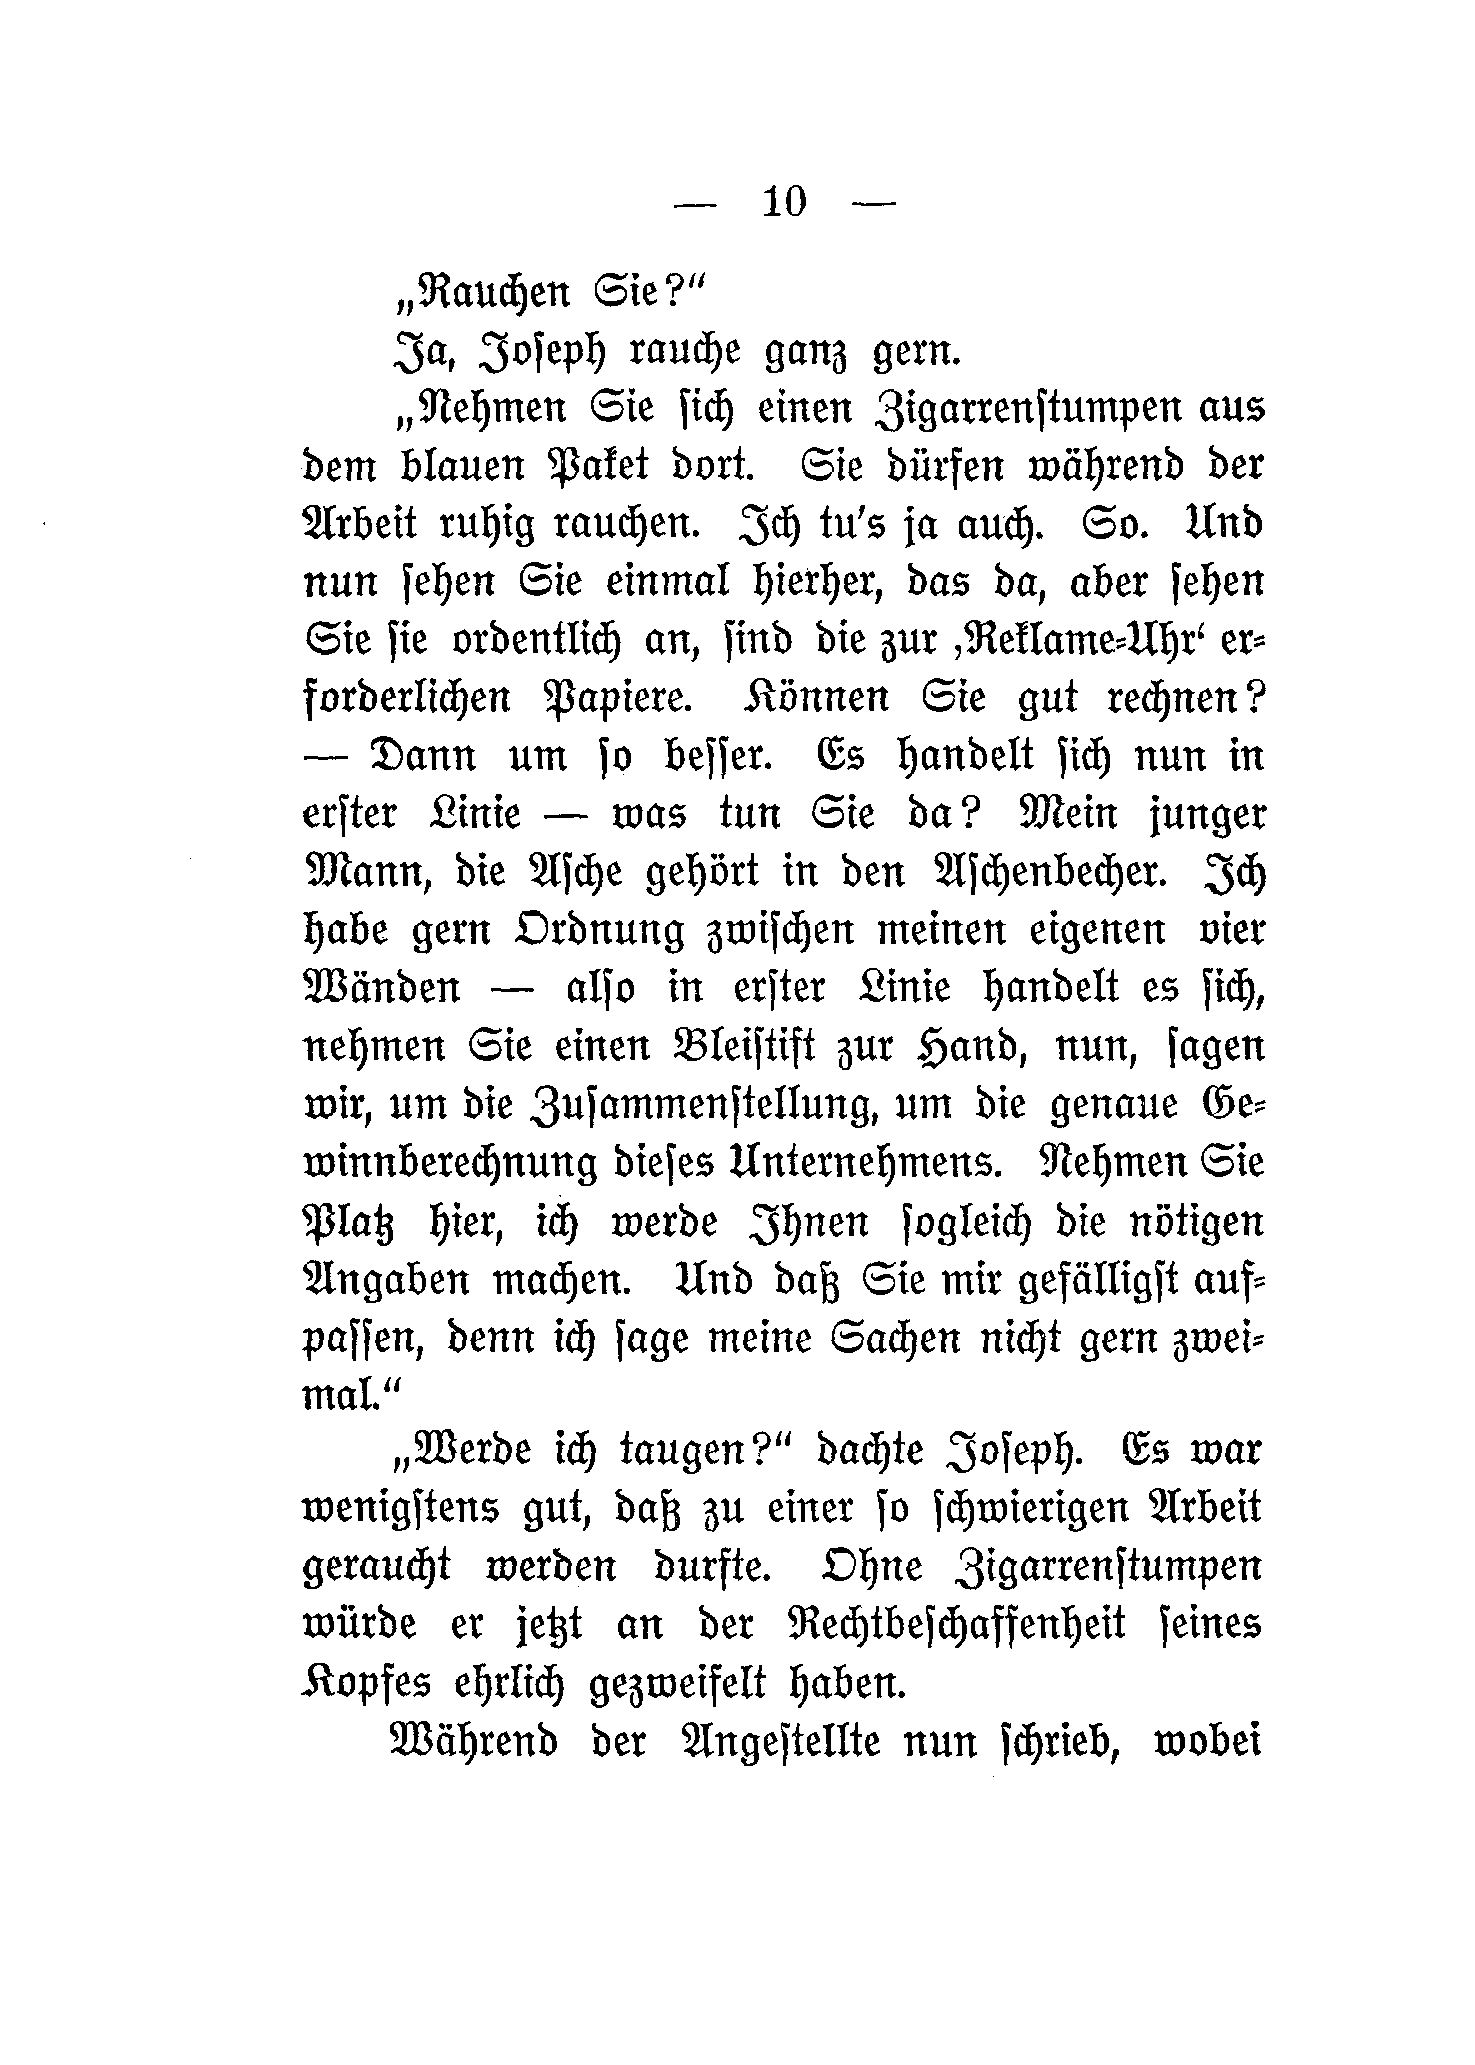 — 10 —
„Rauchen Sie?“
Ja, Joſeph rauche ganz gern.
„Nehmen Sie ſich einen Zigarrenſtumpen aus
dem blauen Paket dort. Sie dürfen während der
Arbeit ruhig rauchen. Ich tu's ja auch. So. Und
nun ſehen Sie einmal hierher, das da, aber ſehen
Sie ſie ordentlich an, ſind die zur ‚Reklame-Uhr‘ er-
forderlichen Papiere. Können Sie gut rechnen?
— Dann um ſo beſſer. Es handelt ſich nun in
erſter Linie — was tun Sie da? Mein junger
Mann, die Aſche gehört in den Aſchenbecher. Ich
habe gern Ordnung zwiſchen meinen eigenen vier
Wänden — alſo in erſter Linie handelt es ſich,
nehmen Sie einen Bleiſtift zur Hand, nun, ſagen
wir, um die Zuſammenſtellung, um die genaue Ge-
winnberechnung dieſes Unternehmens. Nehmen Sie
Platz hier, ich werde Ihnen ſogleich die nötigen
Angaben machen. Und daß Sie mir gefälligſt auf-
paſſen, denn ich ſage meine Sachen nicht gern zwei-
mal.“
„Werde ich taugen?“ dachte Joſeph. Es war
wenigſtens gut, daß zu einer ſo ſchwierigen Arbeit
geraucht werden durfte. Ohne Zigarrenſtumpen
würde er jetzt an der Rechtbeſchaffenheit ſeines
Kopfes ehrlich gezweifelt haben.
Während der Angeſtellte nun ſchrieb, wobei